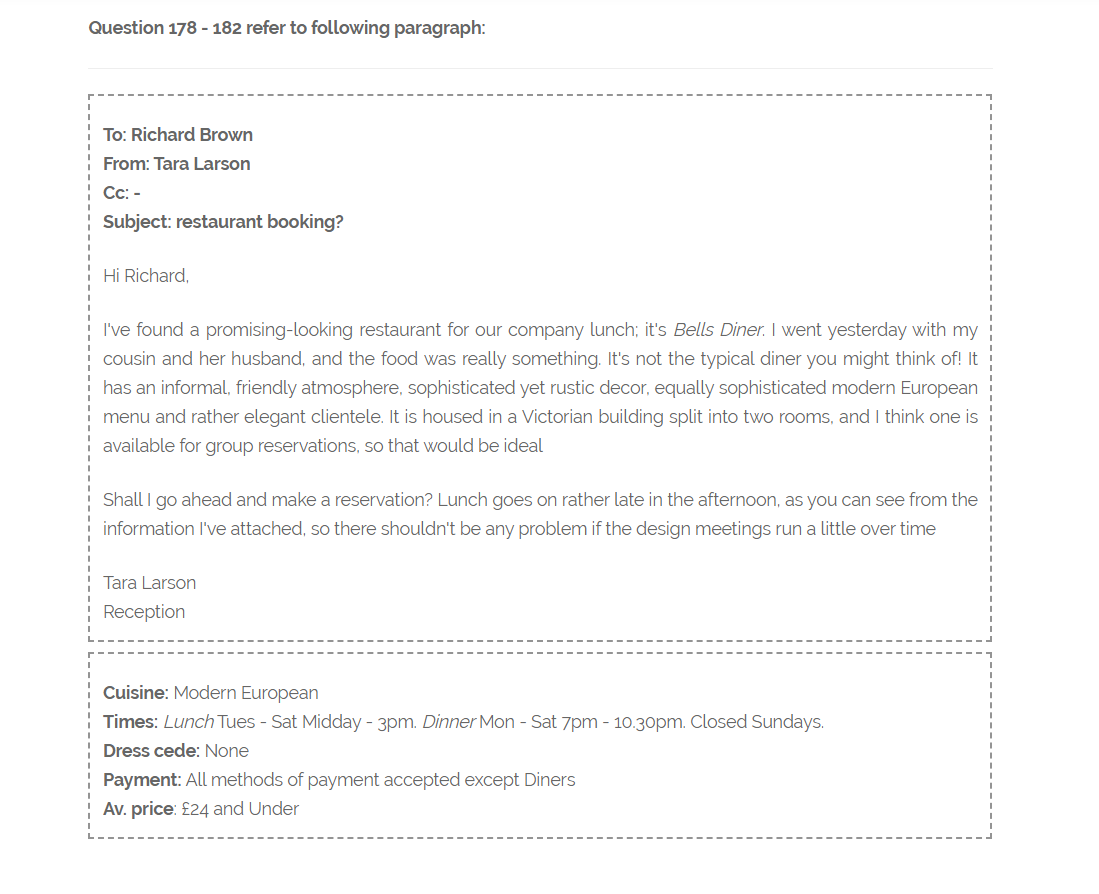 Question 178 - 182 refer to following paragraph:
To: Richard Brown
From: Tara Larson
Cc: -
Subject: restaurant booking?
Hi Richard,
I've found a promising-looking restaurant for our company lunch; it's Bells Diner. I went yesterday with my
cousin and her husband, and the food was really something. It's not the typical diner you might think of! It
has an informal, friendly atmosphere, sophisticated yet rustic decor, equally sophisticated modern European
menu and rather elegant clientele. It is housed in a Victorian building split into two rooms, and I think one is
available for group reservations, so that would be ideal
Shall I go ahead and make a reservation? Lunch goes on rather late in the afternoon, as you can see from the
information I've attached, so there shouldn't be any problem if the design meetings run a little over time
Tara Larson
Reception
Cuisine: Modern European
Times: Lunch Tues - Sat Midday - 3pm. Dinner Mon - Sat 7pm - 10.30pm. Closed Sundays.
Dress cede: None
Payment: All methods of payment accepted except Diners
Av. price: £24 and Under